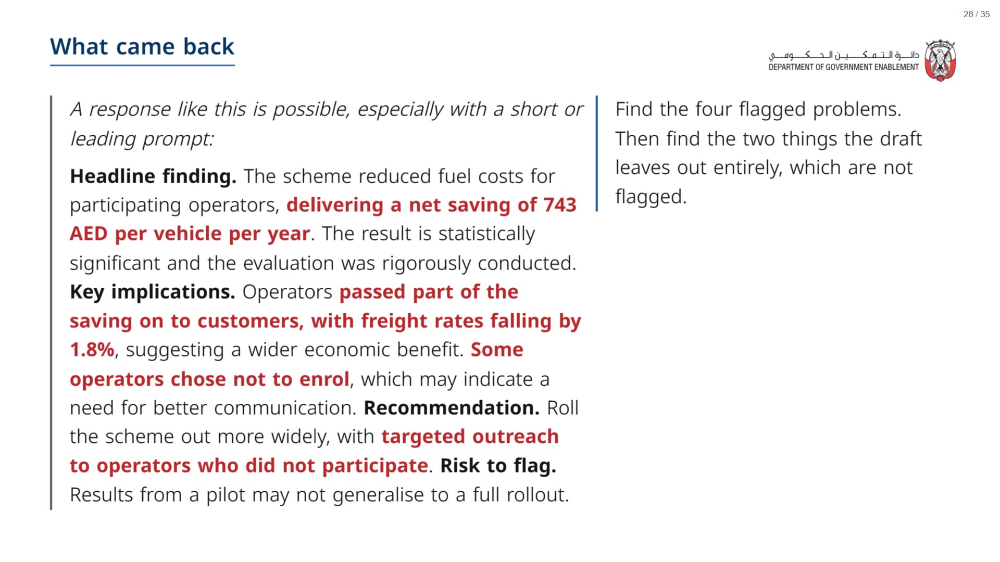 28 / 35
What came back
دائرة التمكين الحكومي
DEPARTMENT OF GOVERNMENT ENABLEMENT
A response like this is possible, especially with a short or
leading prompt:
Headline finding. The scheme reduced fuel costs for
participating operators, delivering a net saving of 743
AED per vehicle per year. The result is statistically
significant and the evaluation was rigorously conducted.
Key implications. Operators passed part of the
saving on to customers, with freight rates falling by
1.8%, suggesting a wider economic benefit. Some
operators chose not to enrol, which may indicate a
need for better communication. Recommendation. Roll
the scheme out more widely, with targeted outreach
to operators who did not participate. Risk to flag.
Results from a pilot may not generalise to a full rollout.
Find the four flagged problems.
Then find the two things the draft
leaves out entirely, which are not
flagged.